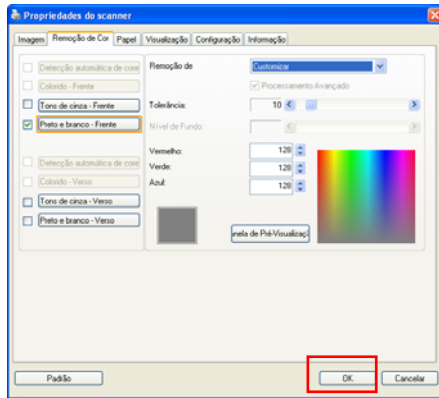 Propriedades do scanner
Imagem Remoção de Cor Papel Visualização Configuração Informação
Detecção automática de core
Colorido - Frente
Tons de cinza - Frente
Preto e branco - Frente
Detecção automática de core
Colorido - Verso
Tons de cinza - Verso
Preto e branco - Verso
Remoção de Customizar
Processamento Avançado
Tolerância: 10
Nível de Fundo:
Vermelho: 128
Verde: 128
Azul: 128
nela de Pré-Visualizaçã
Padrão OK Cancelar